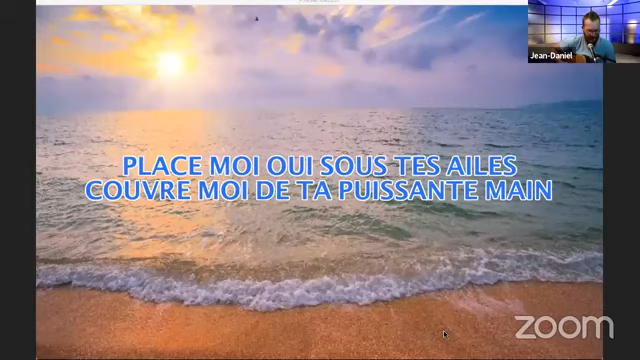 Jean-Daniel
PLACE MOI OUI SOUS TES AILES
COUVRE MOI DE TA PUISSANTE MAIN
zoom